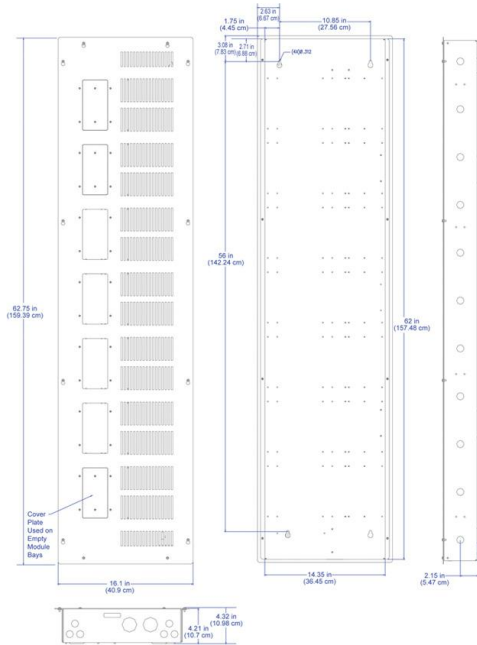 2.63 in
(6.67 cm)
1.75 in
(4.45 cm)
10.85 in
(27.56 cm)
3.08 in
(7.83 cm)
2.71 in
(6.88 cm)
62.75 in
(159.39 cm)
56 in
(142.24 cm)
62 in
(157.48 cm)
Cover
Plate
Used on
Empty
Module
Bays
16.1 in
(40.9 cm)
14.35 in
(36.45 cm)
2.15 in
(5.47 cm)
4.21 in
(10.7 cm)
4.32 in
(10.98 cm)